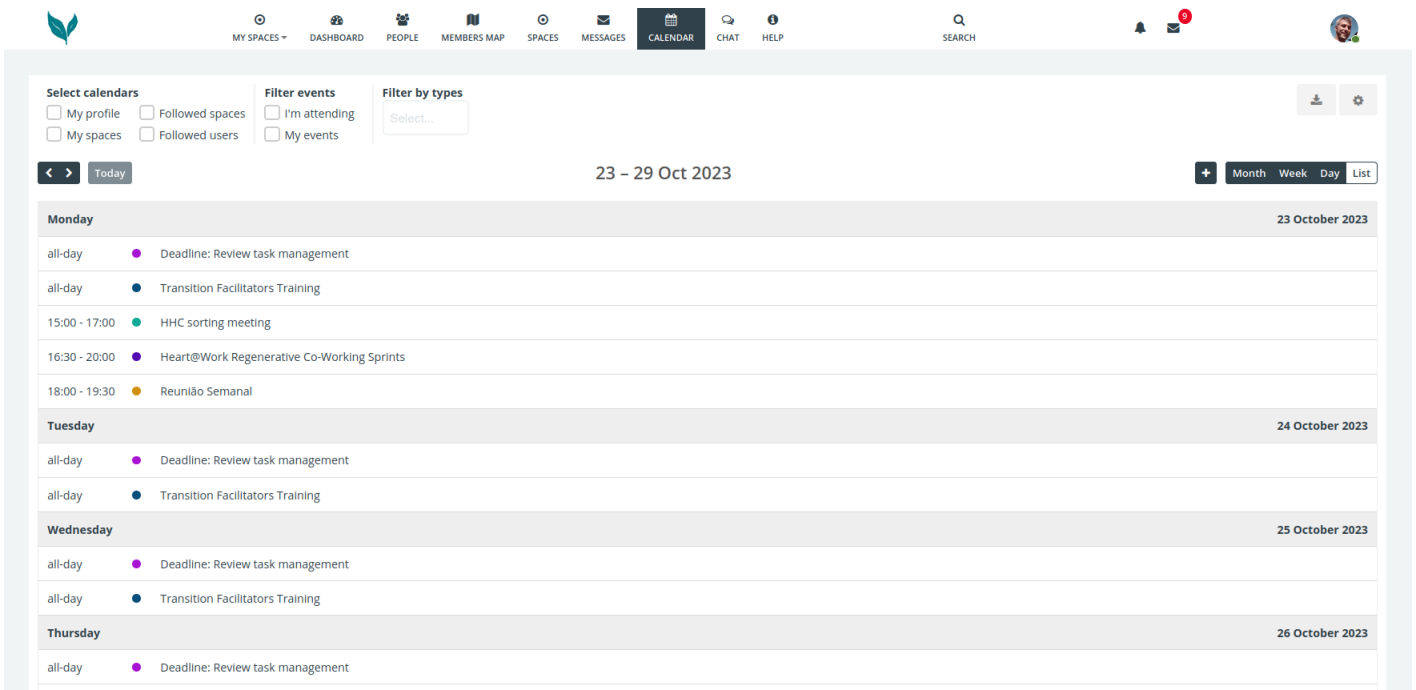 9
MY SPACES DASHBOARD PEOPLE MEMBERS MAP SPACES MESSAGES CALENDAR CHAT HELP SEARCH
Select calendars Filter events Filter by types
My profile Followed spaces I'm attending Select...
My spaces Followed users My events
Today 23 – 29 Oct 2023 + Month Week Day List
Monday 23 October 2023
all-day Deadline: Review task management
all-day Transition Facilitators Training
15:00 - 17:00 HHC sorting meeting
16:30 - 20:00 Heart@Work Regenerative Co-Working Sprints
18:00 - 19:30 Reunião Semanal
Tuesday 24 October 2023
all-day Deadline: Review task management
all-day Transition Facilitators Training
Wednesday 25 October 2023
all-day Deadline: Review task management
all-day Transition Facilitators Training
Thursday 26 October 2023
all-day Deadline: Review task management